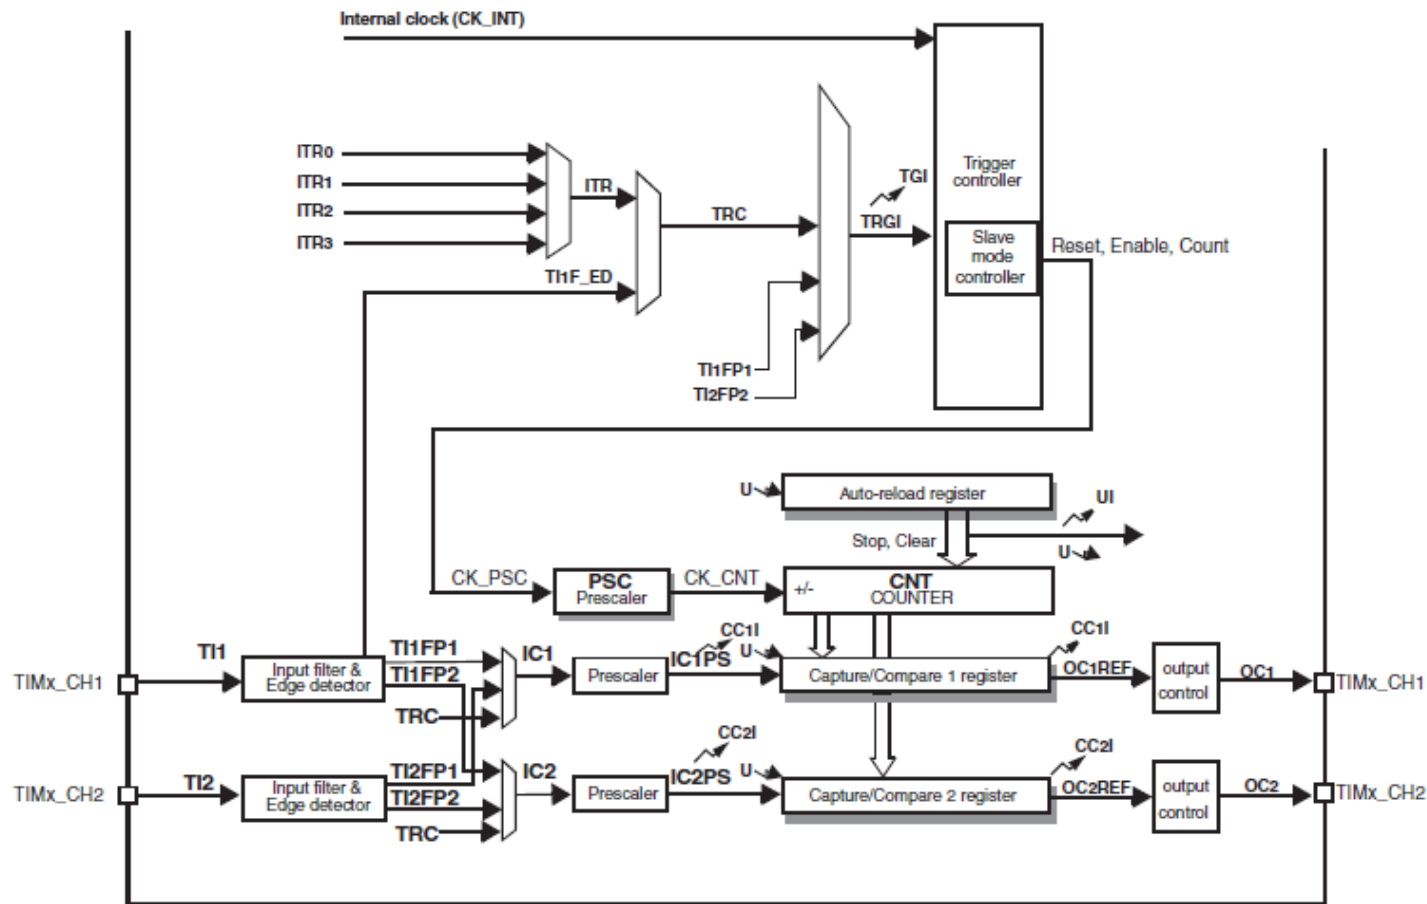 Internal clock (CK_INT)
ITR0
ITR1
ITR2
ITR3
ITR
TI1F_ED
TRC
TGI
TRGI
Trigger
controller
Slave
mode
controller
Reset, Enable, Count
TI1FP1
TI2FP2
U
Auto-reload register
UI
Stop, Clear
U
CK_PSC
PSC
Prescaler
CK_CNT
+/-
CNT
COUNTER
TIMx_CH1
TI1
Input filter &
Edge detector
TI1FP1
TI1FP2
TRC
IC1
Prescaler
CC1I
IC1PS
U
Capture/Compare 1 register
CC1I
OC1REF
output
control
OC1
TIMx_CH1
TIMx_CH2
TI2
Input filter &
Edge detector
TI2FP1
TI2FP2
TRC
IC2
Prescaler
CC2I
IC2PS
U
Capture/Compare 2 register
CC2I
OC2REF
output
control
OC2
TIMx_CH2